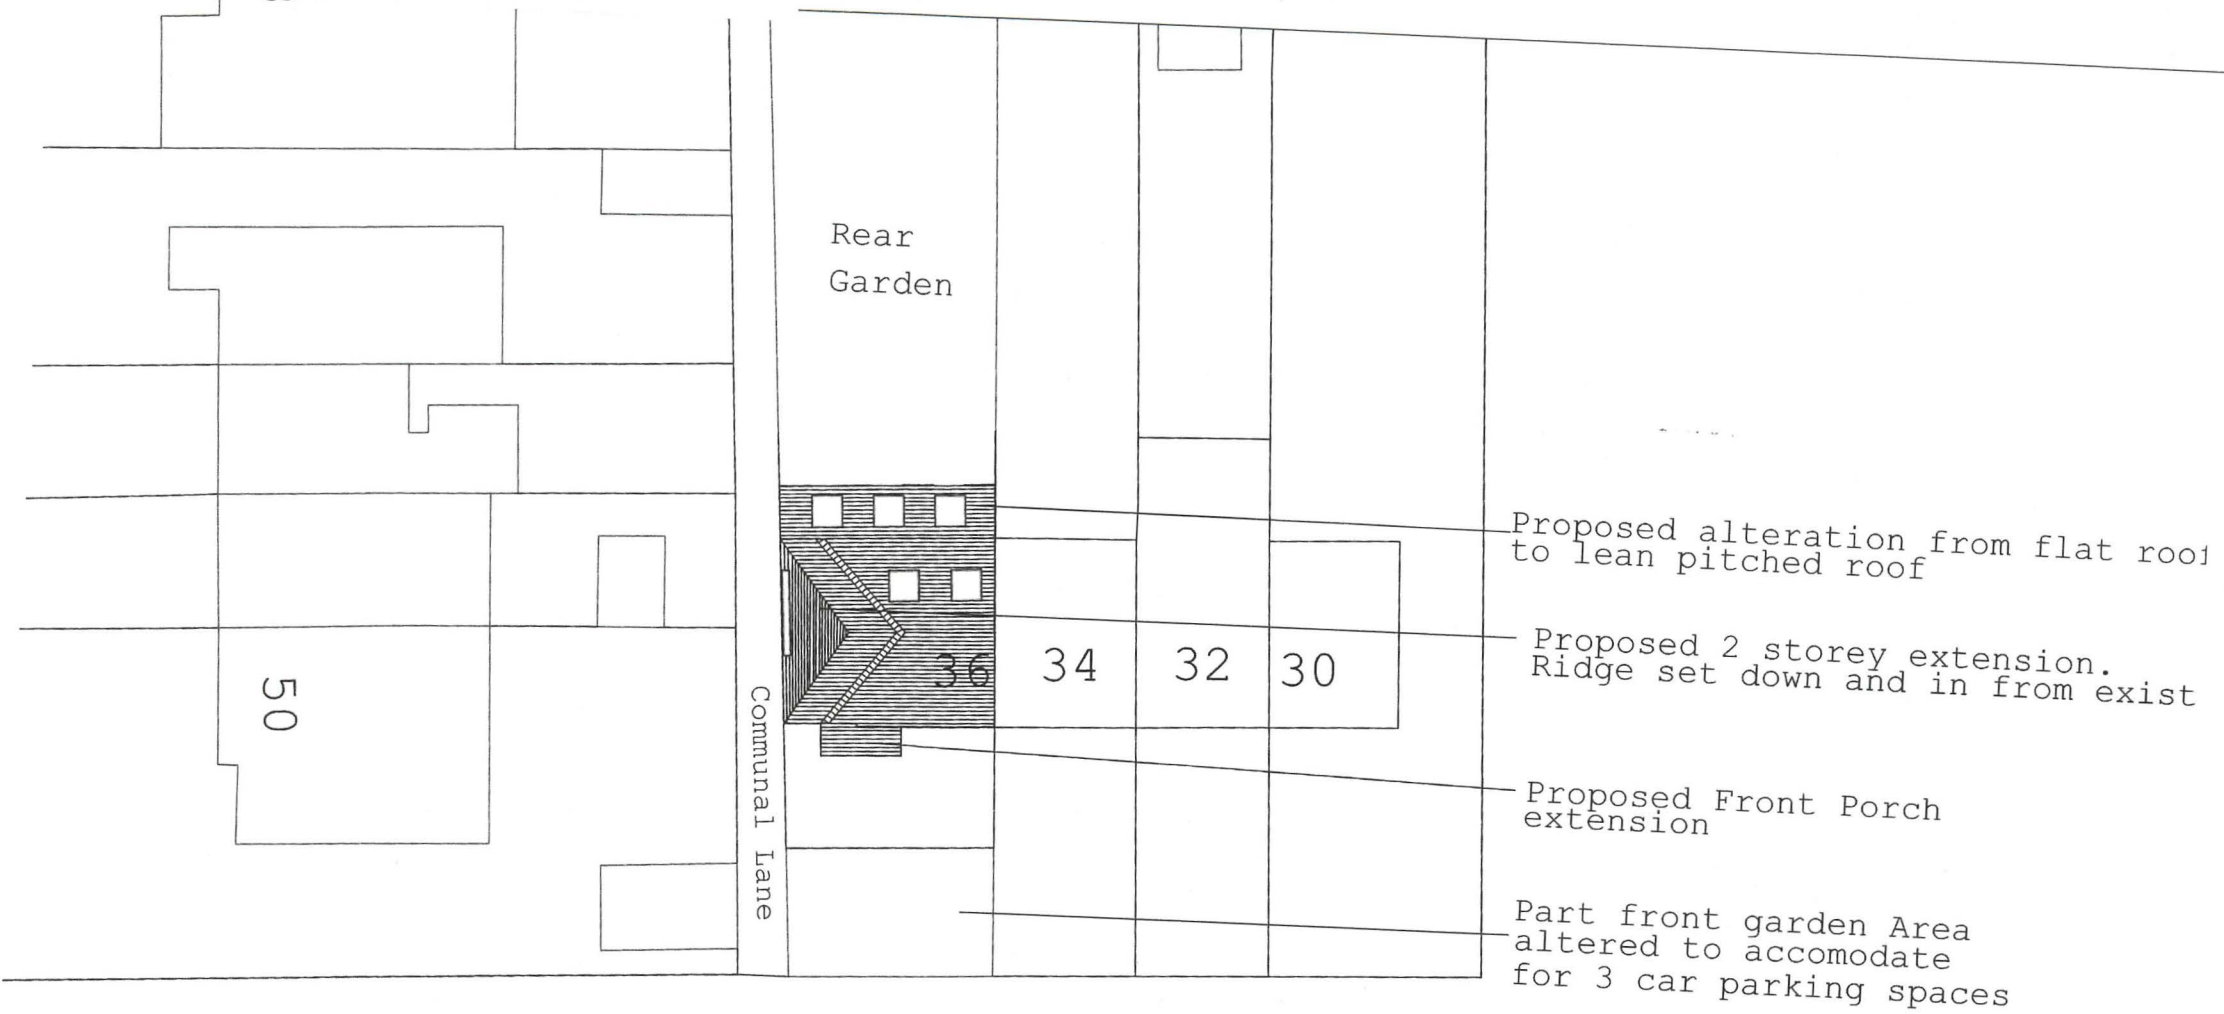 Rear
Garden
Proposed alteration from flat roof
to lean pitched roof
Proposed 2 storey extension.
Ridge set down and in from exist
36
34
32
30
50
Communal Lane
Proposed Front Porch
extension
Part front garden Area
altered to accomodate
for 3 car parking spaces